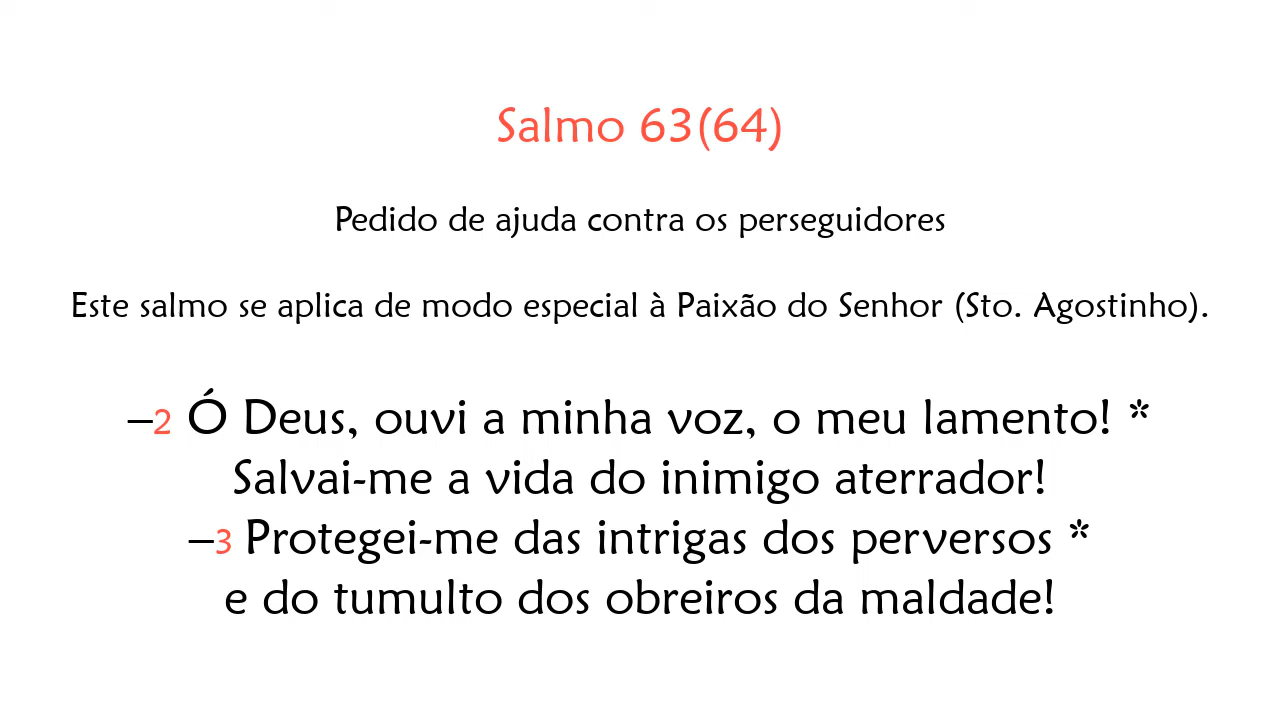 Salmo 63(64)
Pedido de ajuda contra os perseguidores
Este salmo se aplica de modo especial à Paixão do Senhor (Sto. Agostinho).
–2 Ó Deus, ouvi a minha voz, o meu lamento! *
Salvai-me a vida do inimigo aterrador!
–3 Protegei-me das intrigas dos perversos *
e do tumulto dos obreiros da maldade!